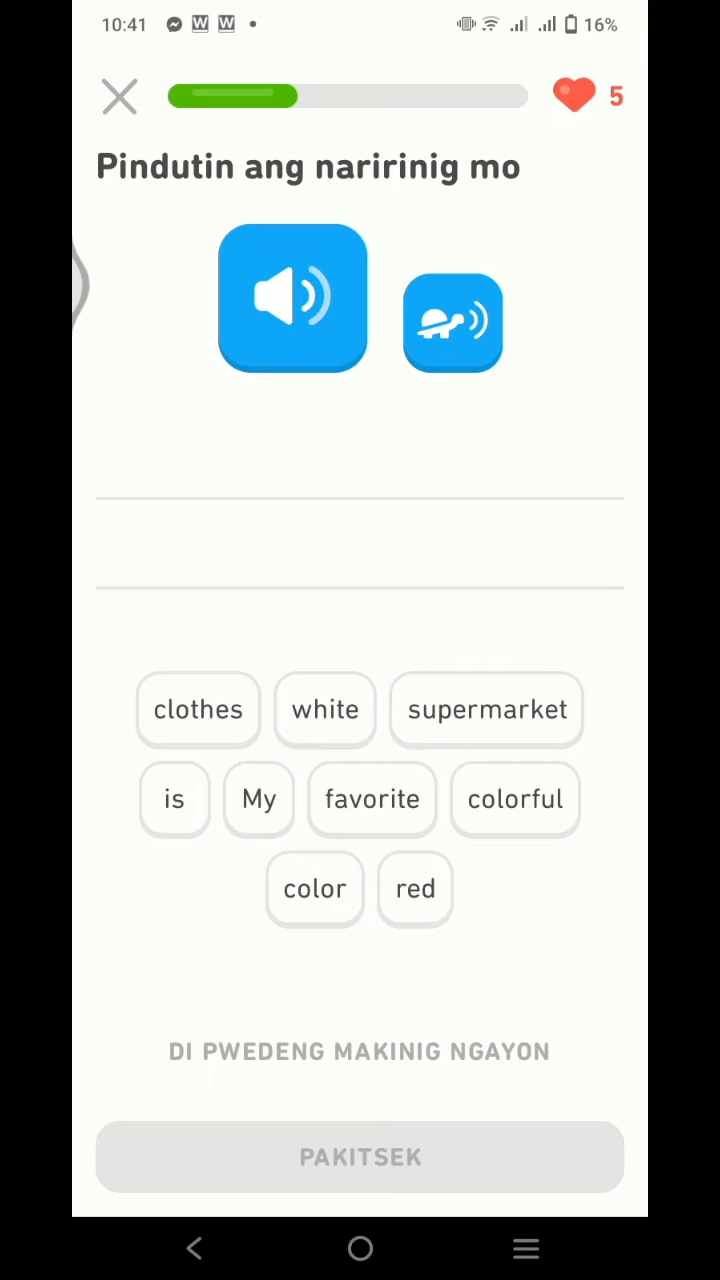 10:41 16%
5
Pindutin ang naririnig mo
clothes white supermarket
is My favorite colorful
color red
DI PWEDENG MAKINIG NGAYON
PAKITSEK